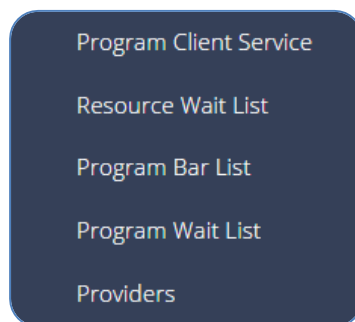 Program Client Service
Resource Wait List
Program Bar List
Program Wait List
Providers